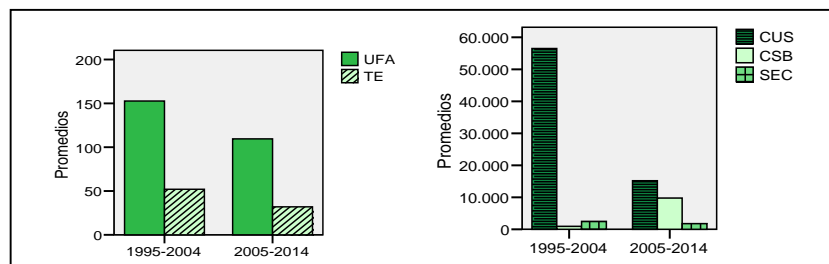 200
150
100
50
0
Promedios
1995-2004
2005-2014
UFA
TE
60.000
50.000
40.000
30.000
20.000
10.000
0
Promedios
1995-2004
2005-2014
CUS
CSB
SEC